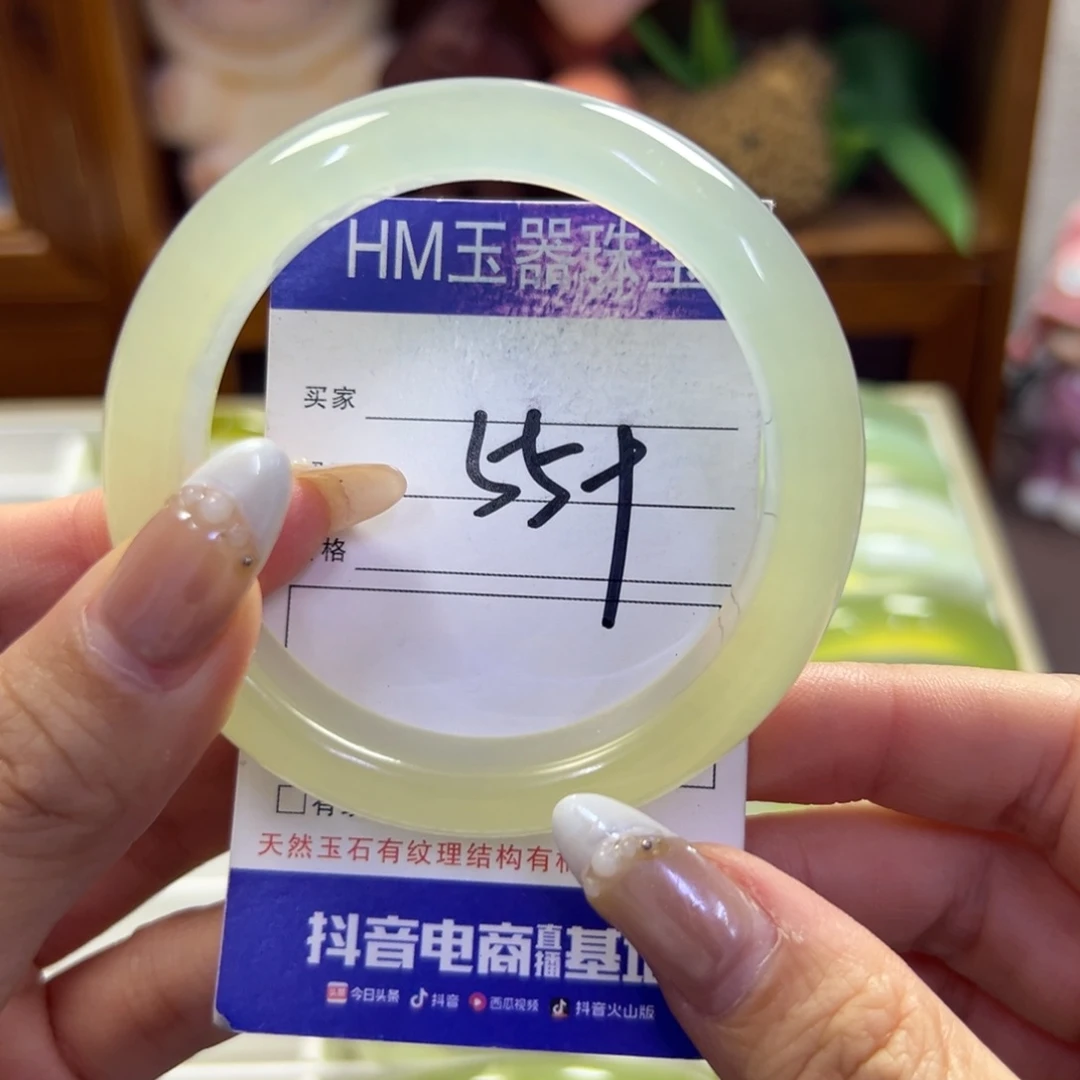 HM玉器珠宝
买家
55寸
格
有
天然玉石有纹理结构有
抖音电商直播基地
今日头条 抖音 西瓜视频 抖音火山版